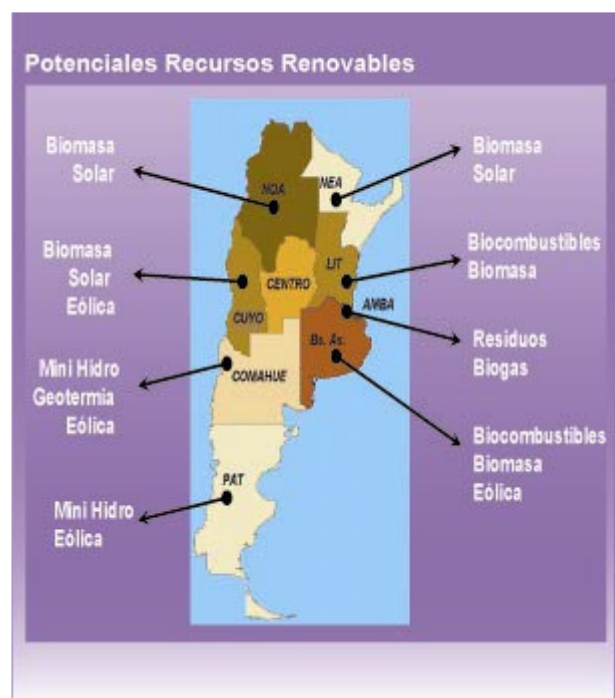 Potenciales Recursos Renovables
Biomasa
Solar
Biomasa
Solar
Eólica
Mini Hidro
Geotermia
Eólica
Mini Hidro
Eólica
NOA
NEA
LIT
CENTRO
CUYO
AMBA
Bs. As.
COMAHUE
PAT
Biomasa
Solar
Biocombustibles
Biomasa
Residuos
Biogas
Biocombustibles
Biomasa
Eólica